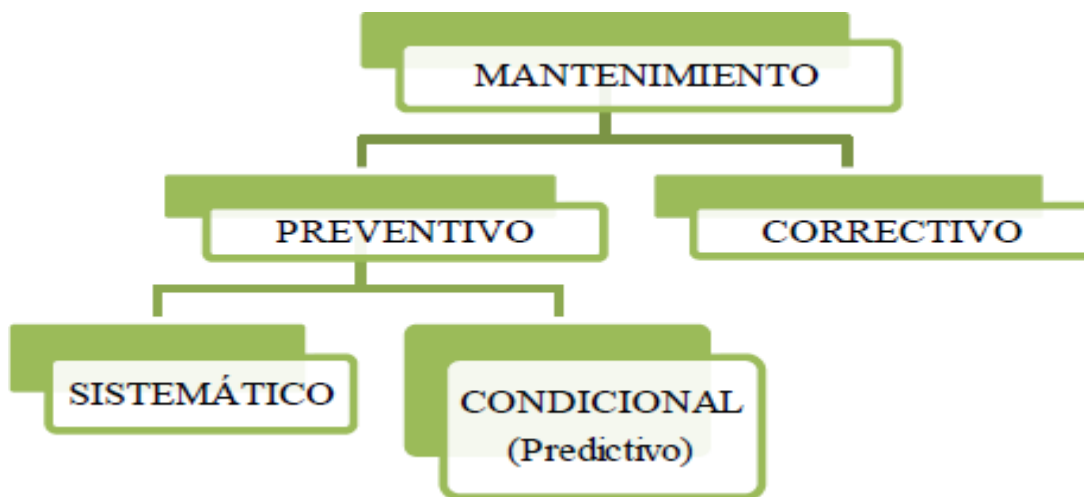 MANTENIMIENTO
PREVENTIVO
CORRECTIVO
SISTEMÁTICO
CONDICIONAL
(Predictivo)